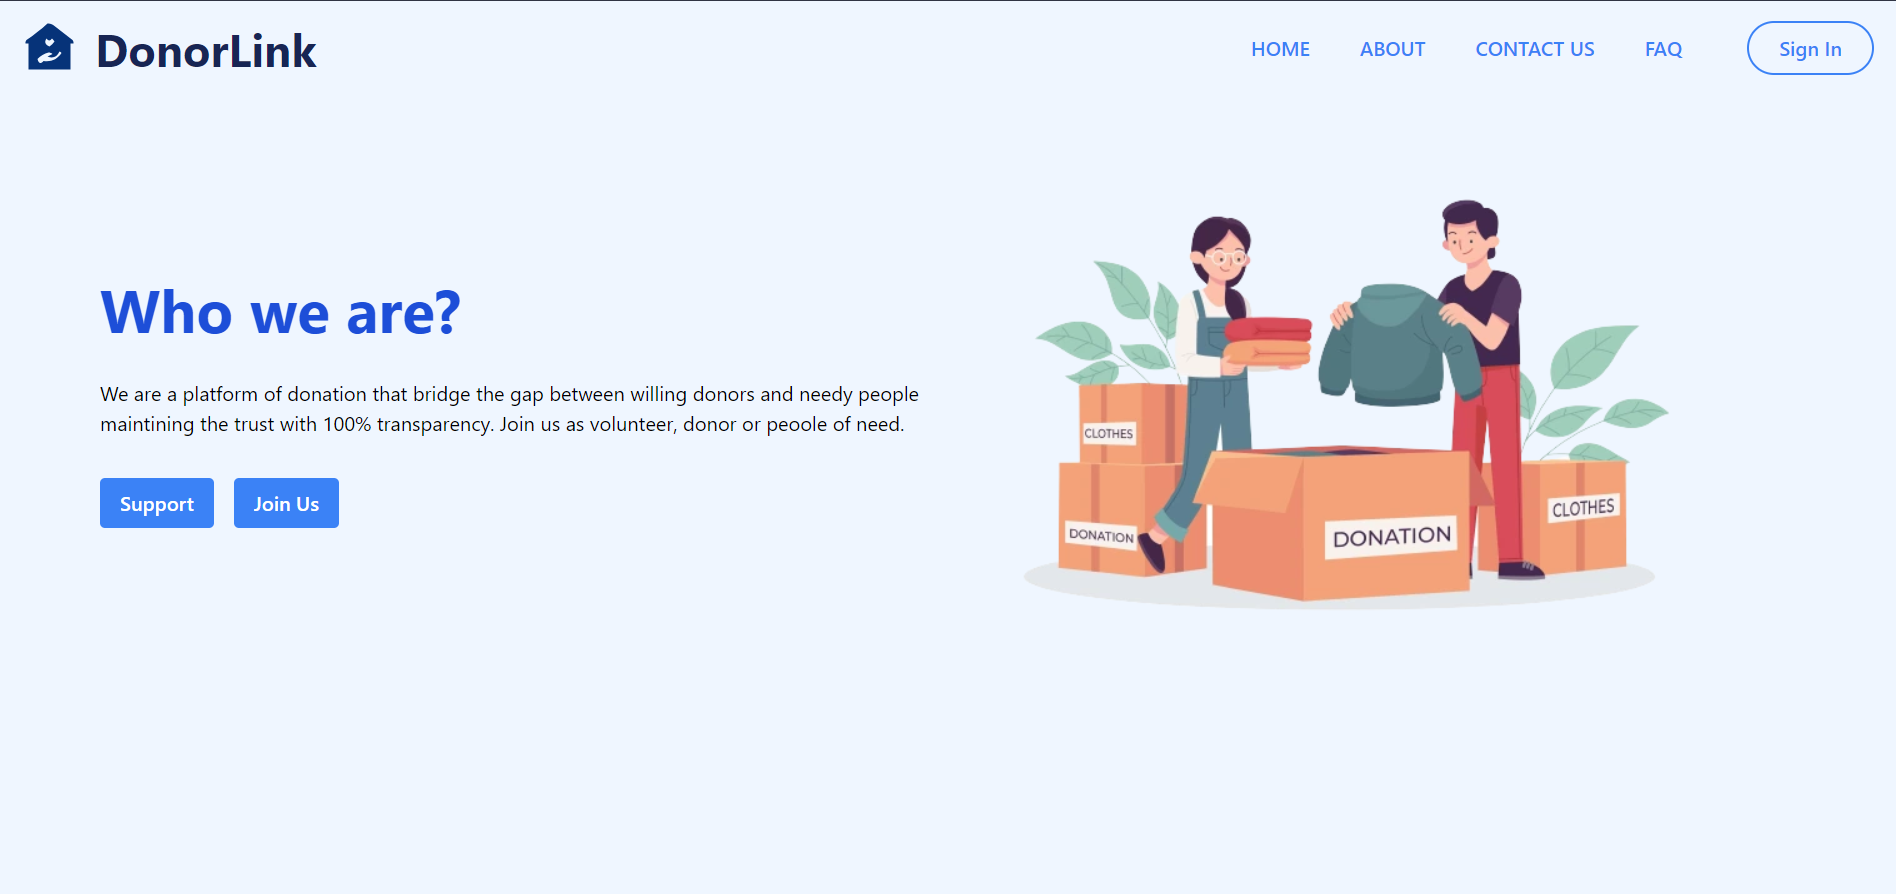 DonorLink
HOME ABOUT CONTACT US FAQ Sign In
Who we are?
We are a platform of donation that bridge the gap between willing donors and needy people
maintining the trust with 100% transparency. Join us as volunteer, donor or peoole of need.
Support Join Us
CLOTHES
DONATION
DONATION
CLOTHES